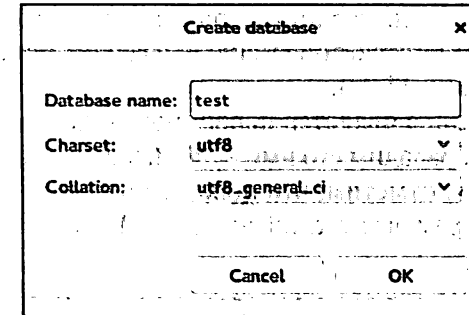 Create database ×
Database name: test
Charset: utf8
Collation: utf8_general_ci
Cancel OK